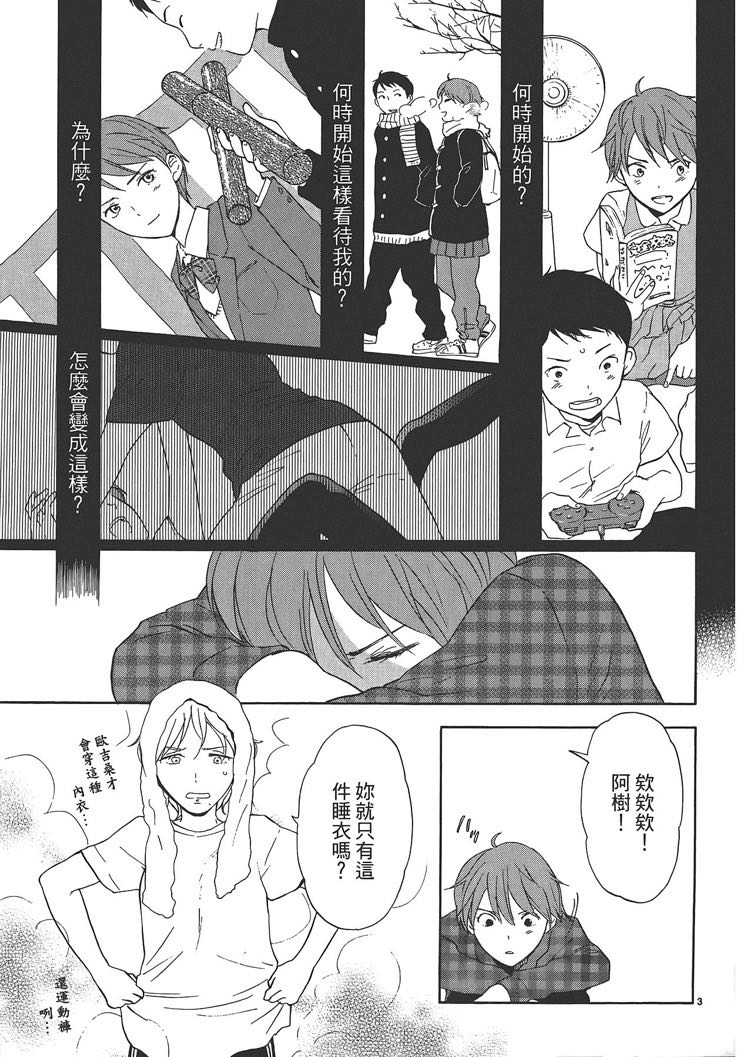 何時開始的？
何時開始這樣看待我的？
為什麼？
怎麼會變成這樣？
欸欸欸！
阿樹！
妳就只有這
件睡衣嗎？
歐吉桑才
會穿這種
內衣…
還運動褲
咧…
3